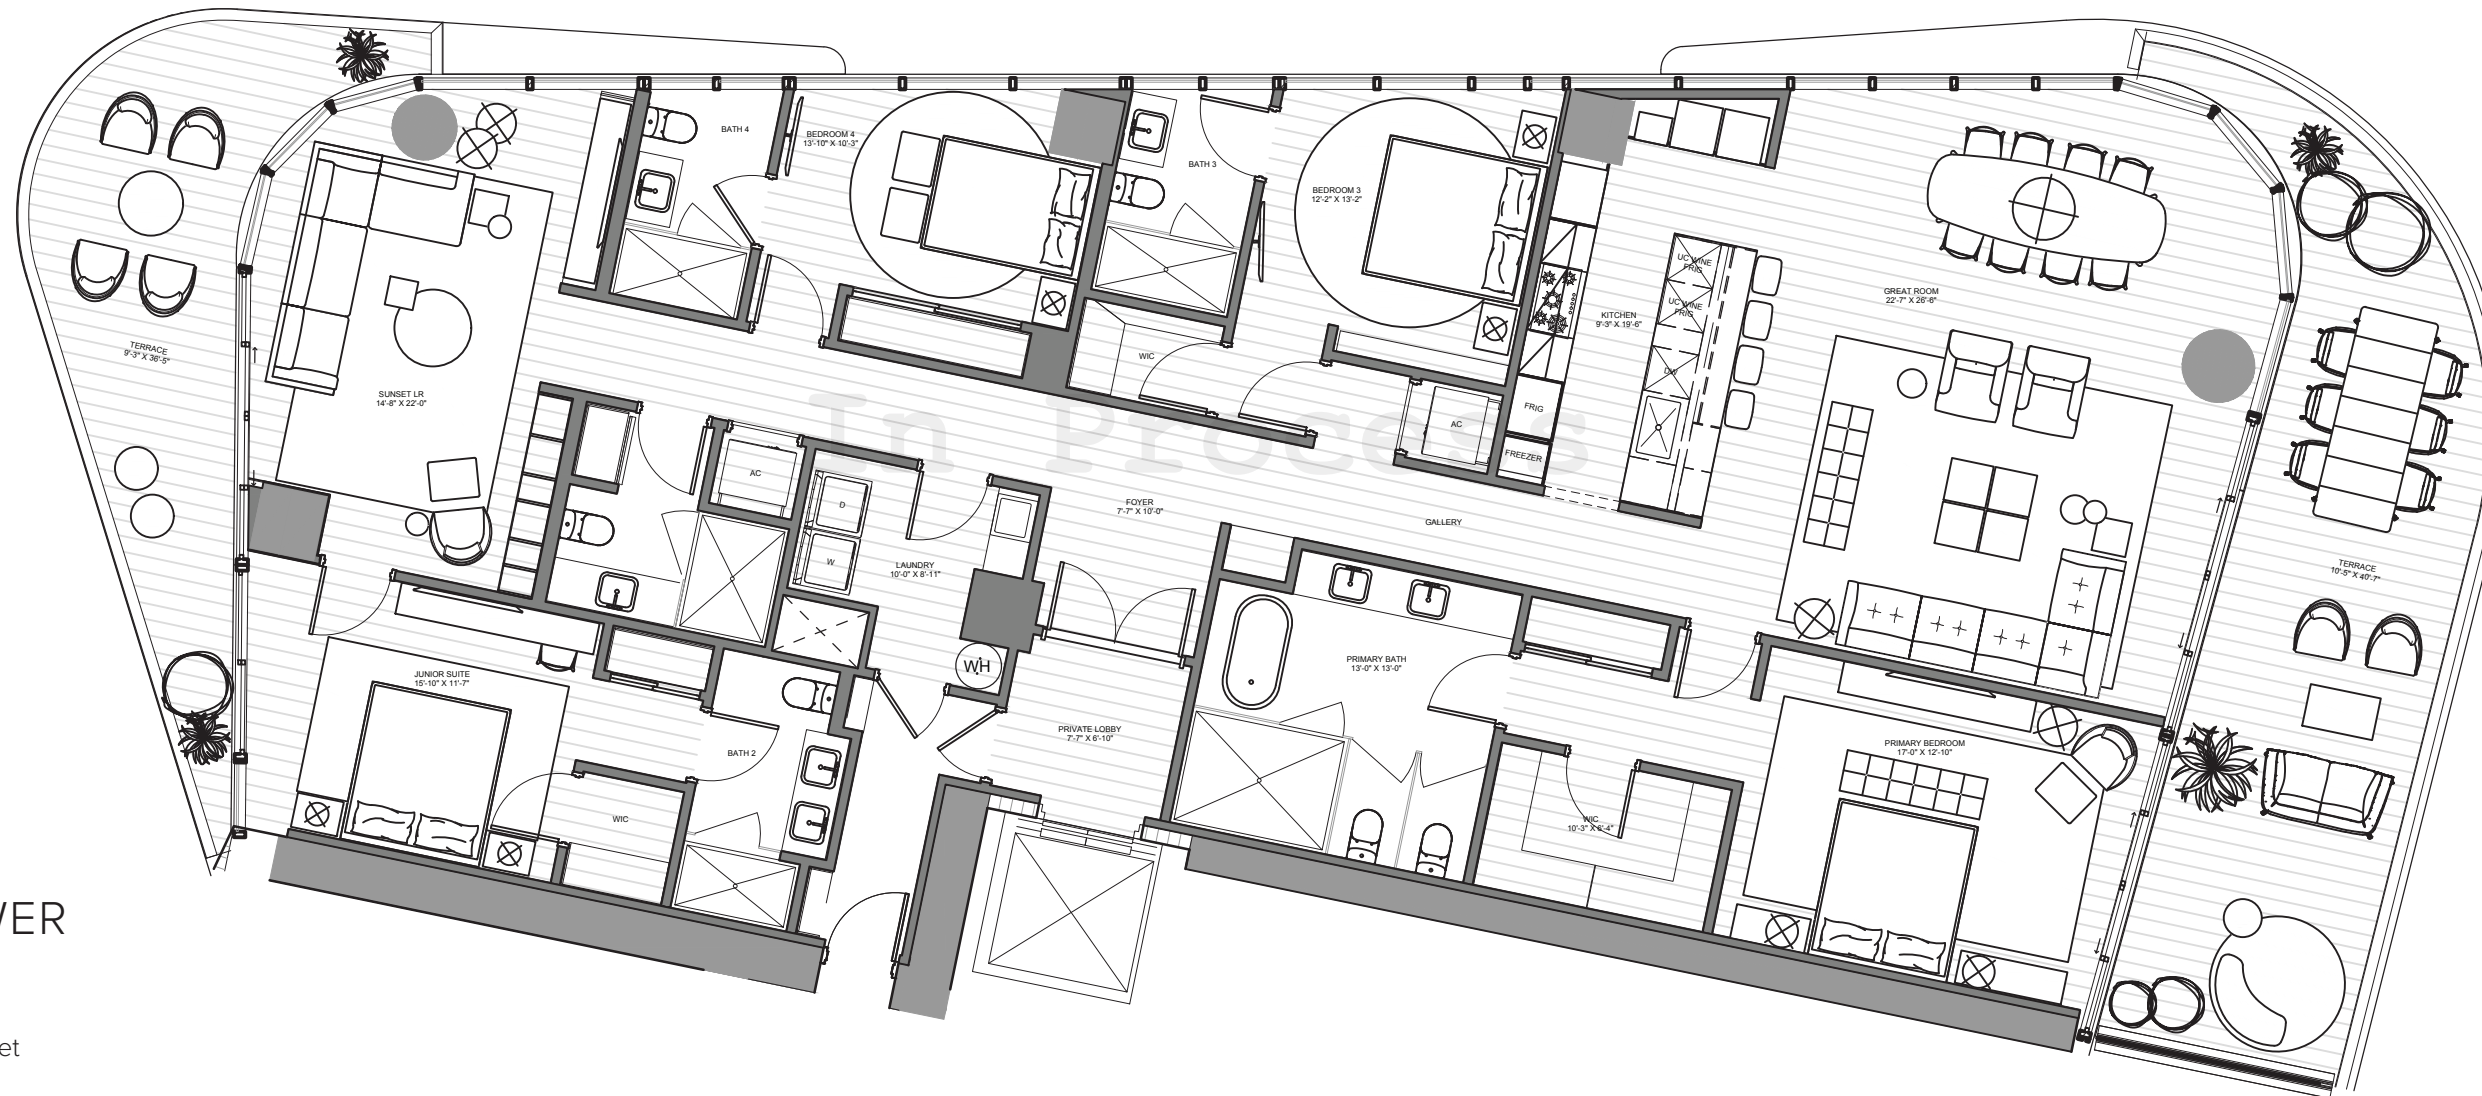 BATH 4
BEDROOM 4
13'-10" X 10'-3"
BATH 3
BEDROOM 3
12'-2" X 13'-2"
UC WINE
FRIG
UC WINE
FRIG
DW
KITCHEN
9'-3" X 19'-6"
GREAT ROOM
22'-7" X 26'-6"
TERRACE
9'-3" X 36'-5"
SUNSET LR
14'-8" X 22'-0"
WIC
In Process
FRIG
FREEZER
AC
AC
D
W
LAUNDRY
10'-0" X 8'-11"
FOYER
7'-7" X 10'-0"
GALLERY
TERRACE
10'-5" X 40'-7"
WH
JUNIOR SUITE
15'-10" X 11'-7"
PRIMARY BATH
13'-0" X 13'-0"
BATH 2
PRIVATE LOBBY
7'-7" X 6'-10"
PRIMARY BEDROOM
17'-0" X 12'-10"
WIC
WIC
10'-3" X 6'-4"
WER
et